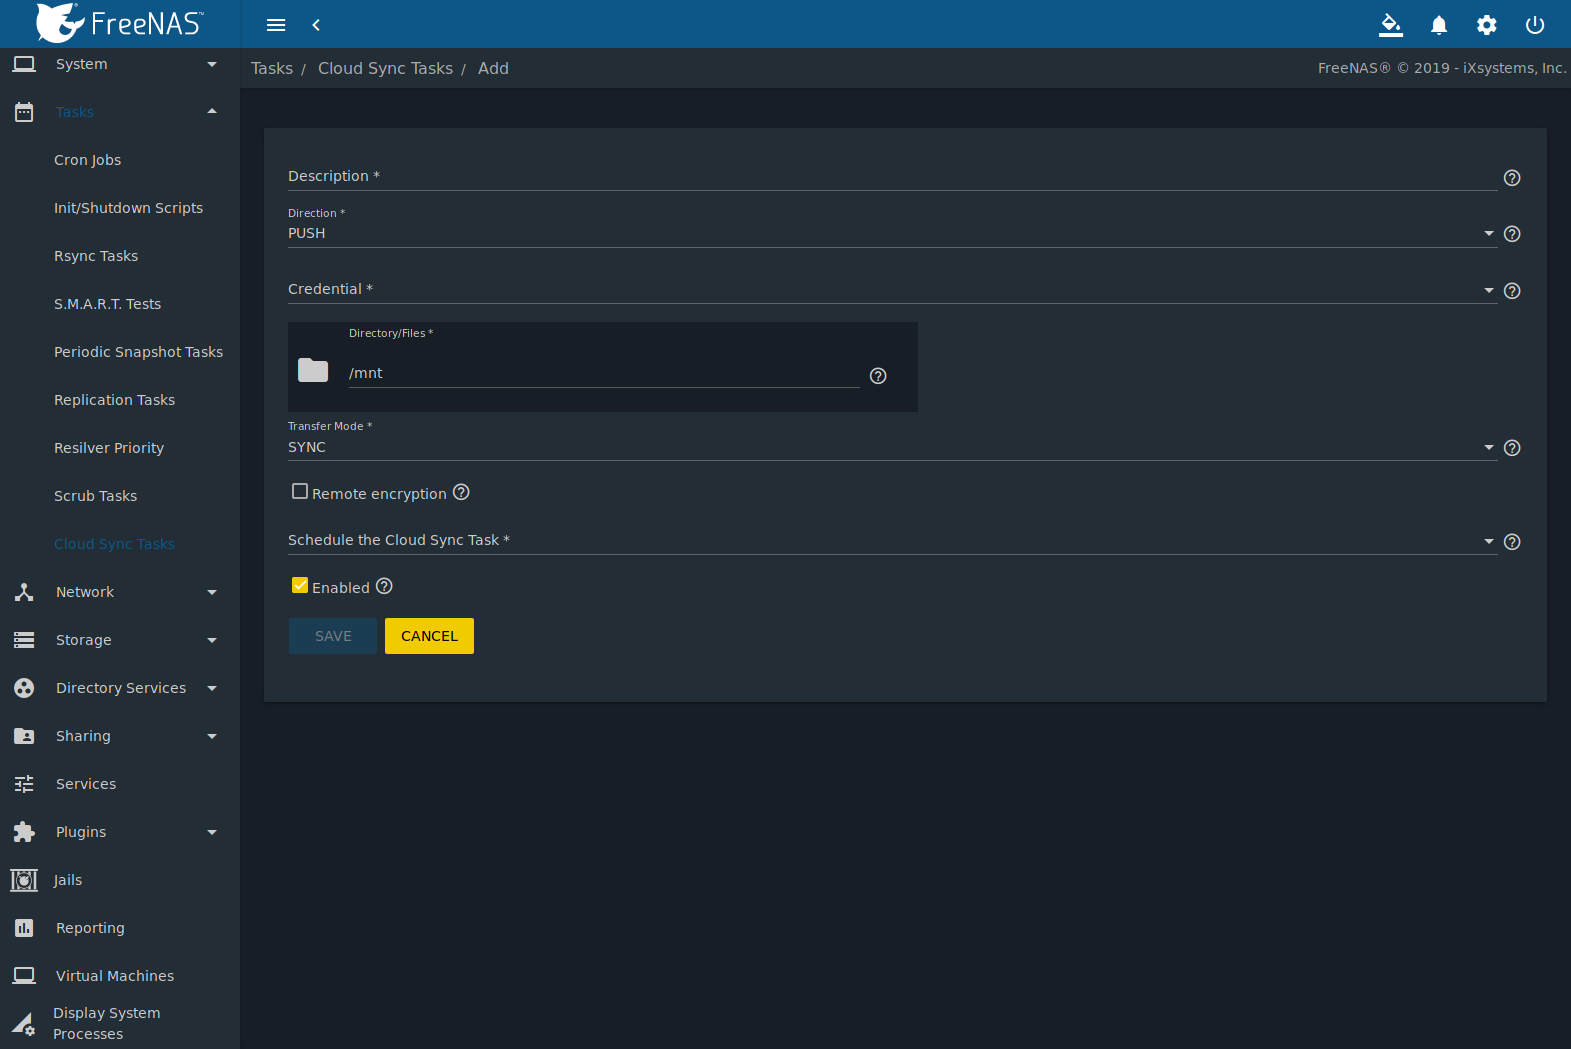 FreeNAS™
System
Tasks / Cloud Sync Tasks / Add
FreeNAS® © 2019 - iXsystems, Inc.
Tasks
Cron Jobs
Init/Shutdown Scripts
Rsync Tasks
S.M.A.R.T. Tests
Periodic Snapshot Tasks
Replication Tasks
Resilver Priority
Scrub Tasks
Cloud Sync Tasks
Network
Storage
Directory Services
Sharing
Services
Plugins
Jails
Reporting
Virtual Machines
Display System
Processes
Description *
Direction *
PUSH
Credential *
Directory/Files *
/mnt
Transfer Mode *
SYNC
Remote encryption
Schedule the Cloud Sync Task *
Enabled
SAVE CANCEL